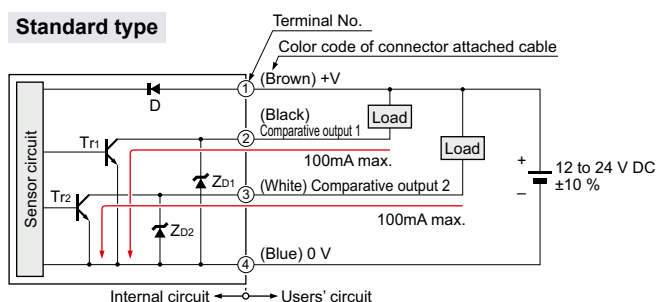 Standard type
Terminal No.
Color code of connector attached cable
(Brown) +V
1
D
(Black)
Comparative output 1
2
Load
Load
Tr1
100mA max.
Sensor circuit
ZD1
+
12 to 24 V DC
±10 %
–
3
(White) Comparative output 2
Tr2
100mA max.
ZD2
(Blue) 0 V
4
Internal circuit
Users' circuit